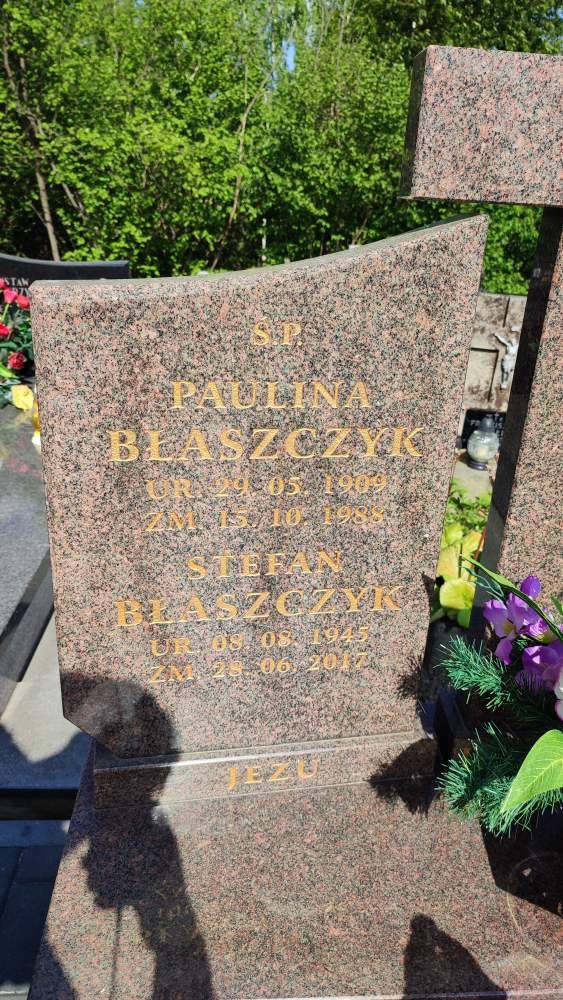 Ś.P.
PAULINA
BŁASZCZYK
UR. 29. 05. 1909
ZM. 15. 10. 1988
STEFAN
BŁASZCZYK
UR. 08. 08. 1945
ZM. 28. 06. 2017
JEZU